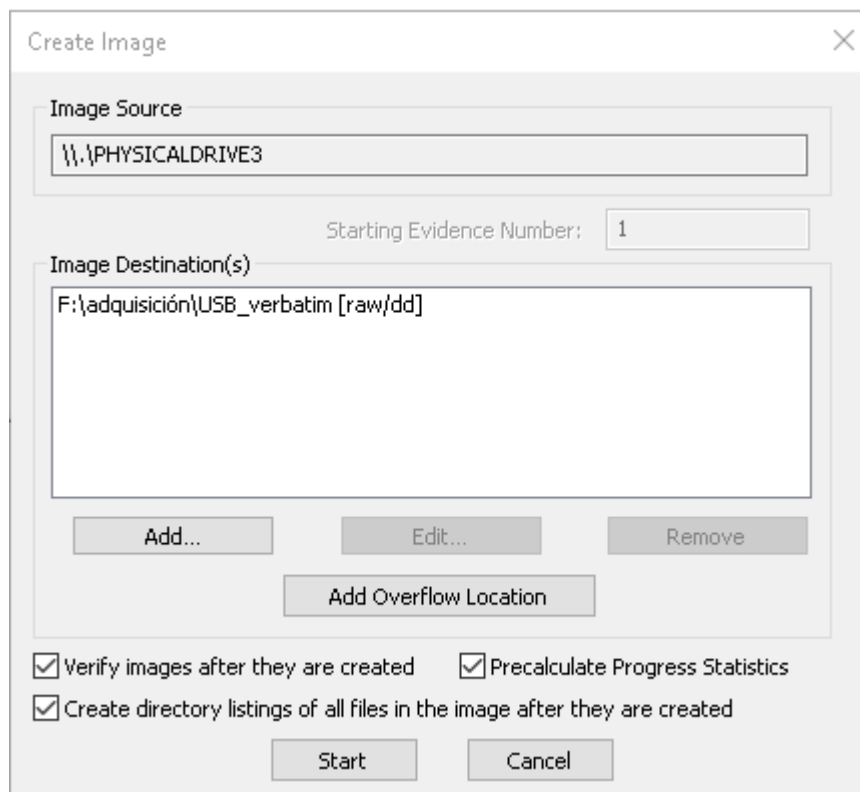 Create Image
Image Source
\\.\PHYSICALDRIVE3
Starting Evidence Number: 1
Image Destination(s)
F:\adquisición\USB_verbatim [raw/dd]
Add... Edit... Remove
Add Overflow Location
Verify images after they are created Precalculate Progress Statistics
Create directory listings of all files in the image after they are created
Start Cancel